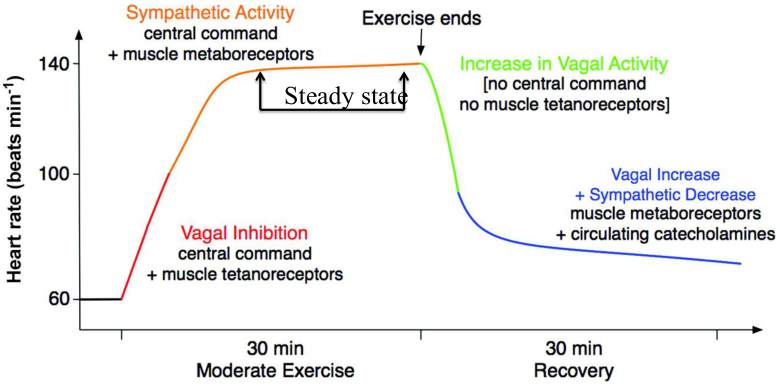 Sympathetic Activity
central command
+ muscle metaboreceptors
Exercise ends
140
Steady state
Increase in Vagal Activity
[no central command
no muscle tetanoreceptors]
Heart rate (beats min-1)
100
Vagal Increase
+ Sympathetic Decrease
muscle metaboreceptors
+ circulating catecholamines
Vagal Inhibition
central command
+ muscle tetanoreceptors
60
30 min
Moderate Exercise
30 min
Recovery